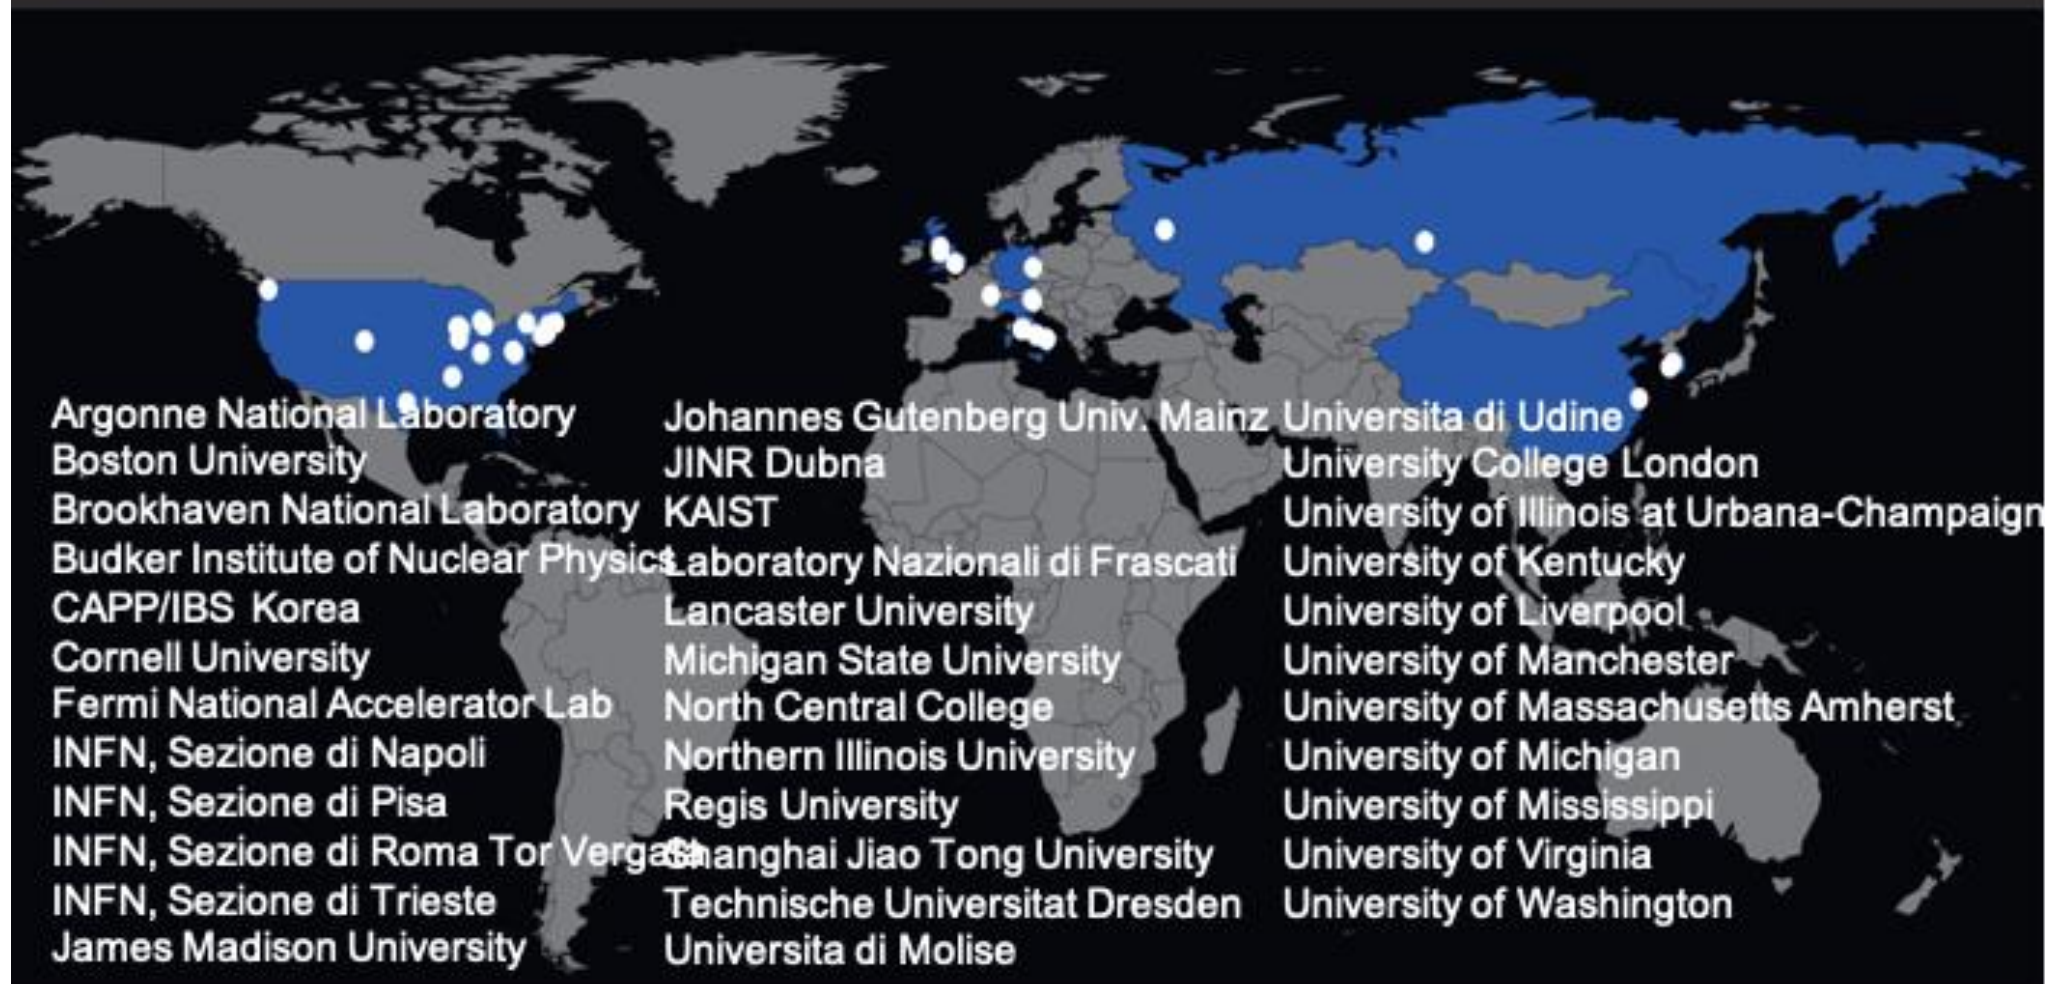 Argonne National Laboratory
Boston University
Brookhaven National Laboratory
Budker Institute of Nuclear Physics
CAPP/IBS Korea
Cornell University
Fermi National Accelerator Lab
INFN, Sezione di Napoli
INFN, Sezione di Pisa
INFN, Sezione di Roma Tor Vergata
INFN, Sezione di Trieste
James Madison University
Johannes Gutenberg Univ. Mainz
JINR Dubna
KAIST
Laboratory Nazionali di Frascati
Lancaster University
Michigan State University
North Central College
Northern Illinois University
Regis University
Shanghai Jiao Tong University
Technische Universitat Dresden
Universita di Molise
Universita di Udine
University College London
University of Illinois at Urbana-Champaign
University of Kentucky
University of Liverpool
University of Manchester
University of Massachusetts Amherst
University of Michigan
University of Mississippi
University of Virginia
University of Washington